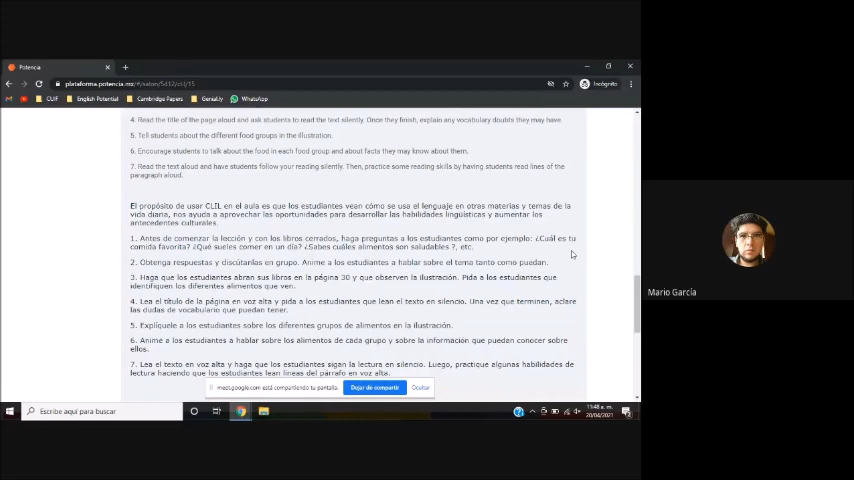 Potencia
plataforma.potencia.mx/#/salon/5412/clil/15
Incógnito
CLIF
English Potential
Cambridge Papers
Genial.ly
WhatsApp
4. Read the title of the page aloud and ask students to read the text silently. Once they finish, explain any vocabulary doubts they may have.
5. Tell students about the different food groups in the illustration.
6. Encourage students to talk about the food in each food group and about facts they may know about them.
7. Read the text aloud and have students follow your reading silently. Then, practice some reading skills by having students read lines of the
paragraph aloud.
El propósito de usar CLIL en el aula es que los estudiantes vean cómo se usa el lenguaje en otras materias y temas de la
vida diaria, nos ayuda a aprovechar las oportunidades para desarrollar las habilidades lingüísticas y aumentar los
antecedentes culturales.
1. Antes de comenzar la lección y con los libros cerrados, haga preguntas a los estudiantes como por ejemplo: ¿Cuál es tu
comida favorita? ¿Qué sueles comer en un día? ¿Sabes cuáles alimentos son saludables ?, etc.
2. Obtenga respuestas y discútarlas en grupo. Anime a los estudiantes a hablar sobre el tema tanto como puedan.
3. Haga que los estudiantes abran sus libros en la página 30 y que observen la ilustración. Pida a los estudiantes que
identifiquen los diferentes alimentos que ven.
4. Lea el título de la página en voz alta y pida a los estudiantes que lean el texto en silencio. Una vez que terminen, aclare
las dudas de vocabulario que puedan tener.
5. Explíquele a los estudiantes sobre los diferentes grupos de alimentos en la ilustración.
6. Anime a los estudiantes a hablar sobre los alimentos de cada grupo y sobre la información que puedan conocer sobre
ellos.
7. Lea el texto en voz alta y haga que los estudiantes sigan la lectura en silencio. Luego, practique algunas habilidades de
lectura haciendo que los estudiantes lean líneas del párrafo en voz alta.
meet.google.com está compartiendo tu pantalla.
Dejar de compartir
Ocultar
Escribe aquí para buscar
11:48 a. m.
20/04/2021
Mario García